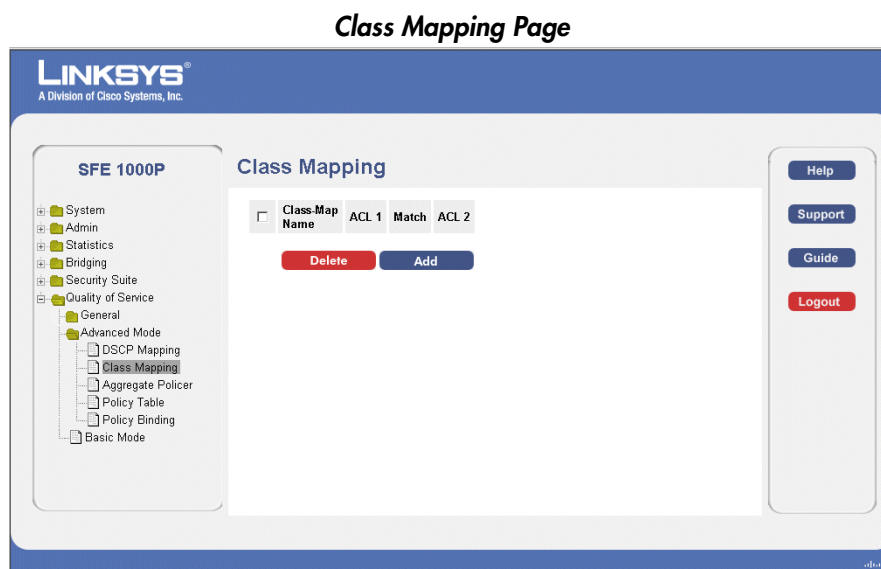 Class Mapping Page
LINKSYS®
A Division of Cisco Systems, Inc.
SFE 1000P
System
Admin
Statistics
Bridging
Security Suite
Quality of Service
General
Advanced Mode
DSCP Mapping
Class Mapping
Aggregate Policer
Policy Table
Policy Binding
Basic Mode
Class Mapping
Class-Map Name ACL 1 Match ACL 2
Delete Add
Help
Support
Guide
Logout